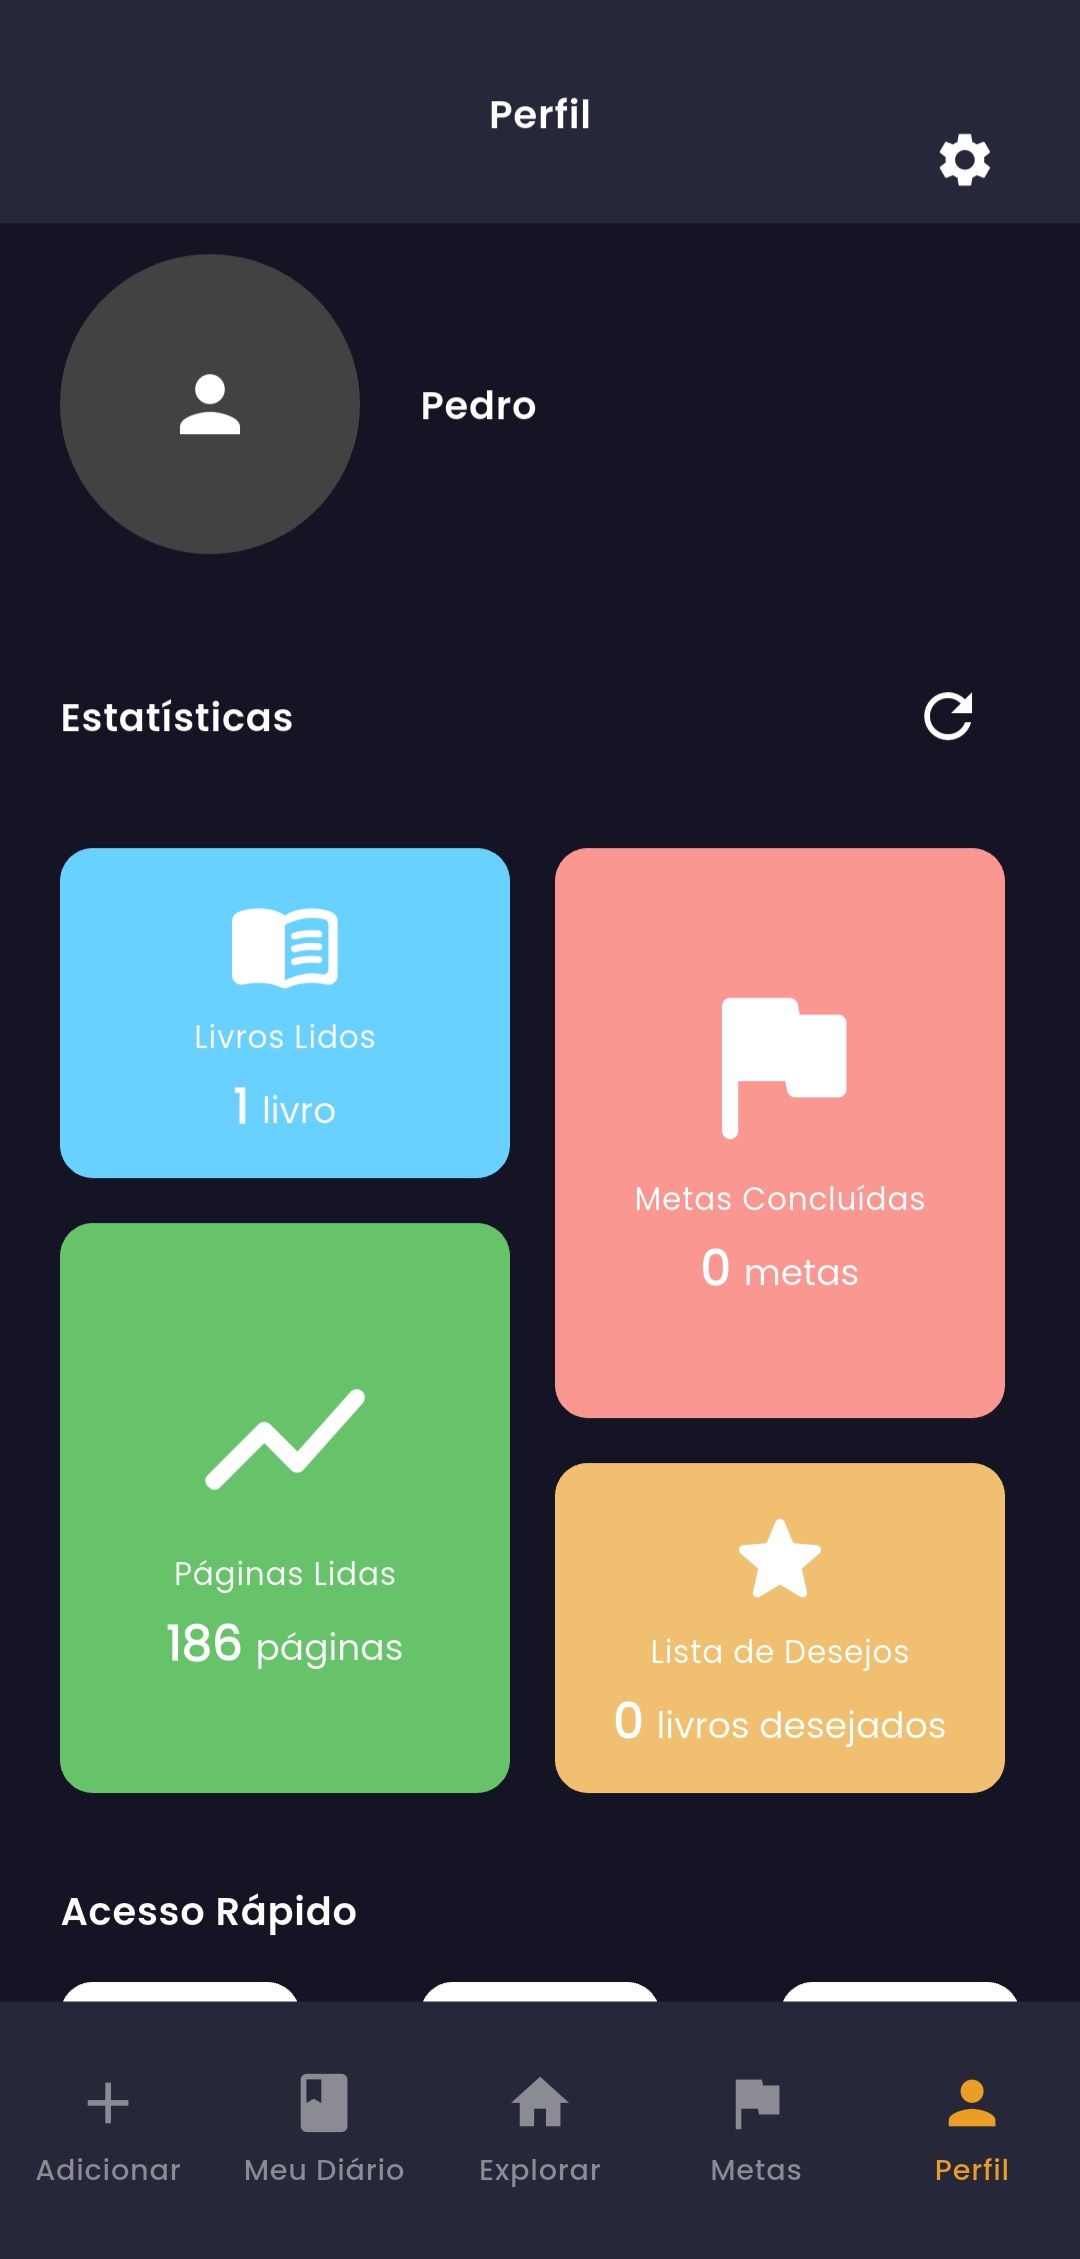 Perfil
Pedro
Estatísticas
Livros Lidos
1 livro
Metas Concluídas
0 metas
Páginas Lidas
186 páginas
Lista de Desejos
0 livros desejados
Acesso Rápido
Adicionar
Meu Diário
Explorar
Metas
Perfil